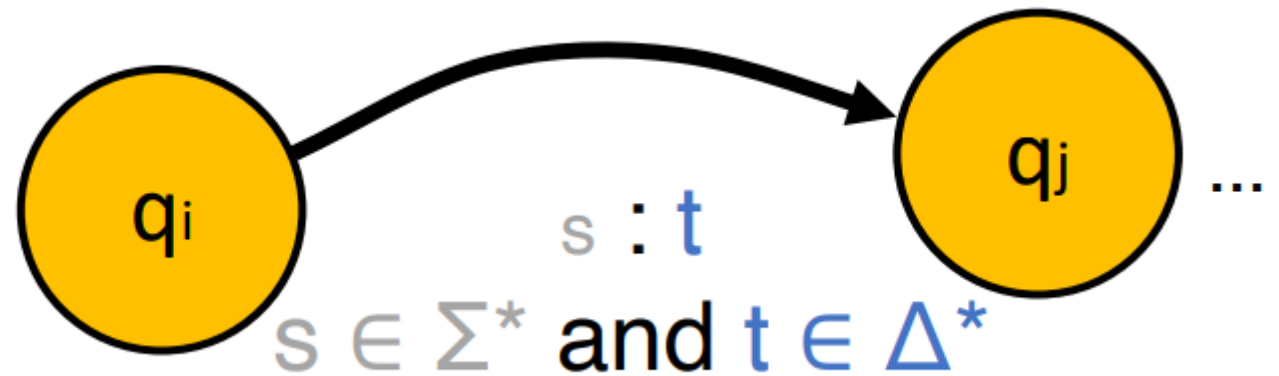 qi
qj ...
s : t
s ∈ Σ* and t ∈ Δ*